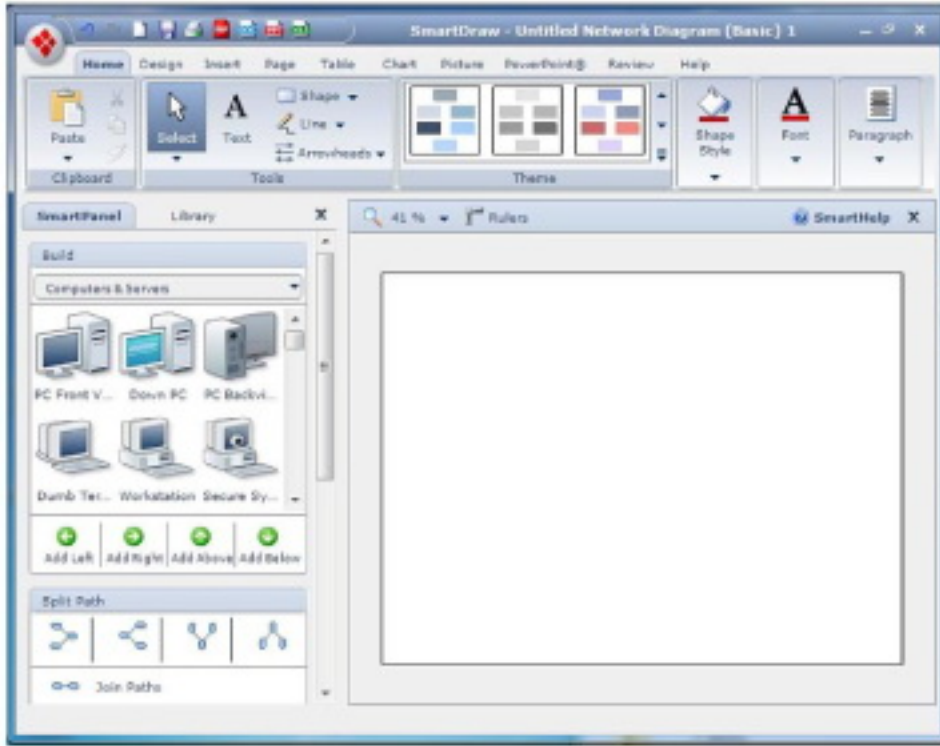 SmartDraw - Untitled Network Diagram (Basic) 1
Home Design Insert Page Table Chart Picture PowerPoint® Review Help
Paste
Clipboard
Select
Text
Shape
Line
Arrowheads
Tools
Theme
Shape
Style
Font
Paragraph
SmartPanel Library
41 % Rulers
SmartHelp
Build
Computers & Servers
PC Front V... Down PC PC Backvi...
Dumb Ter... Workstation Secure Sy...
Add Left Add Right Add Above Add Below
Split Path
Join Paths